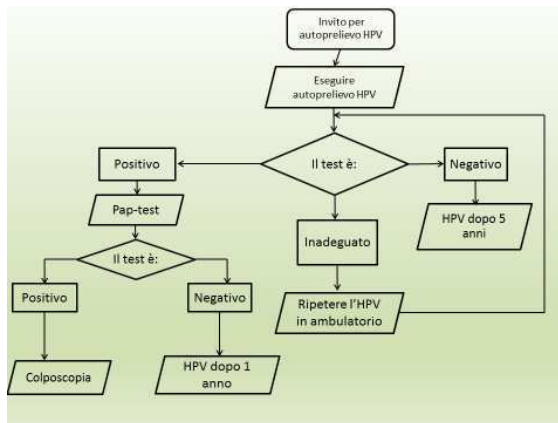 Invito per
autoprelievo HPV
Eseguire
autoprelievo HPV
Positivo
Il test è:
Negativo
Pap-test
HPV dopo 5
anni
Inadeguato
Il test è:
Positivo
Negativo
Ripetere l'HPV
in ambulatorio
Colposcopia
HPV dopo 1
anno